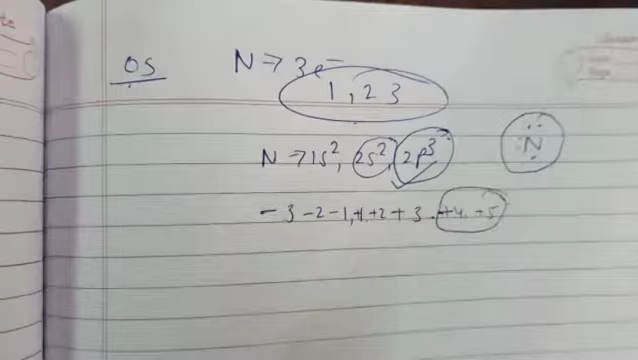 OS
N → 3e⁻
1, 2 3
N → 1s², 2s², 2p³
N
- 3 - 2 - 1, +1 +2 + 3 +4 +5